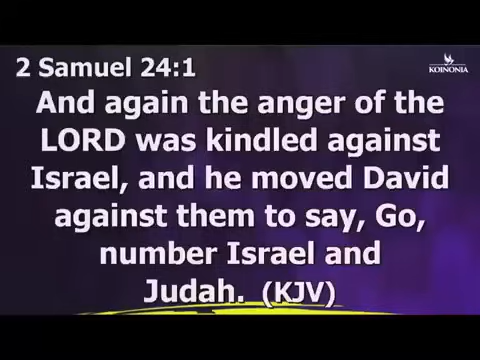 2 Samuel 24:1
KOINONIA
And again the anger of the
LORD was kindled against
Israel, and he moved David
against them to say, Go,
number Israel and
Judah. (KJV)